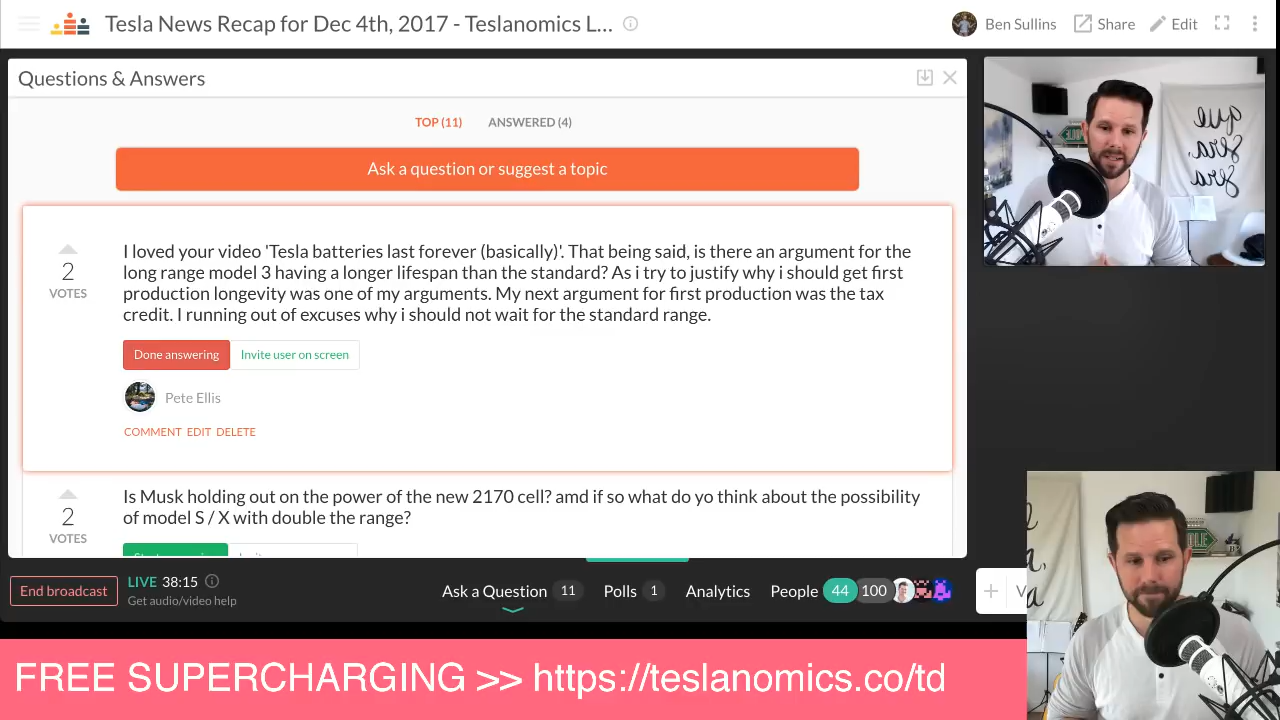 Tesla News Recap for Dec 4th, 2017 - Teslanomics L...
Ben Sullins
Share
Edit
Questions & Answers
TOP (11)
ANSWERED (4)
Ask a question or suggest a topic
2
VOTES
I loved your video 'Tesla batteries last forever (basically)'. That being said, is there an argument for the
long range model 3 having a longer lifespan than the standard? As i try to justify why i should get first
production longevity was one of my arguments. My next argument for first production was the tax
credit. I running out of excuses why i should not wait for the standard range.
Done answering
Invite user on screen
Pete Ellis
COMMENT EDIT DELETE
2
VOTES
Is Musk holding out on the power of the new 2170 cell? amd if so what do yo think about the possibility
of model S / X with double the range?
End broadcast
LIVE 38:15
Get audio/video help
Ask a Question 11
Polls 1
Analytics
People 44 100
que
sera,
sera
FREE SUPERCHARGING >> https://teslanomics.co/td